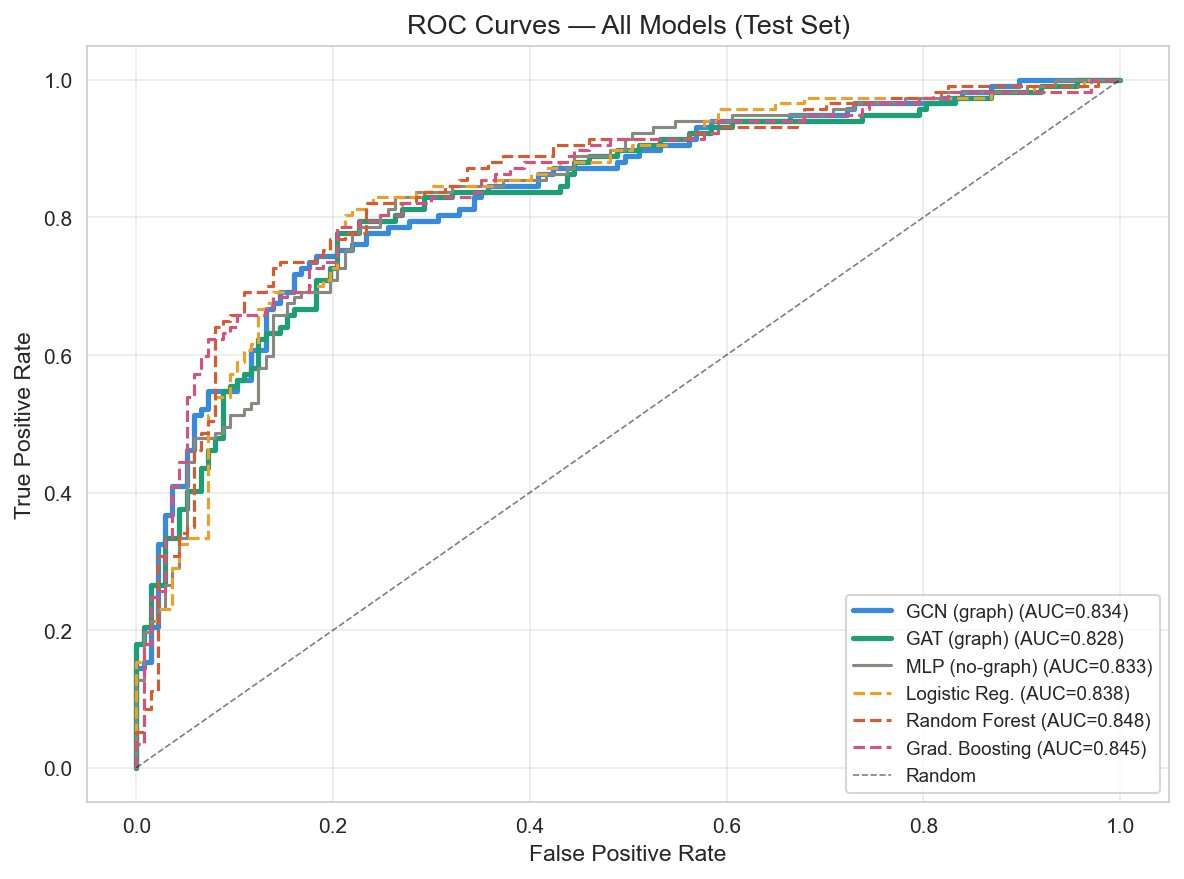 ROC Curves — All Models (Test Set)
True Positive Rate
1.0
0.8
0.6
0.4
0.2
0.0
0.0 0.2 0.4 0.6 0.8 1.0
False Positive Rate
GCN (graph) (AUC=0.834)
GAT (graph) (AUC=0.828)
MLP (no-graph) (AUC=0.833)
Logistic Reg. (AUC=0.838)
Random Forest (AUC=0.848)
Grad. Boosting (AUC=0.845)
Random